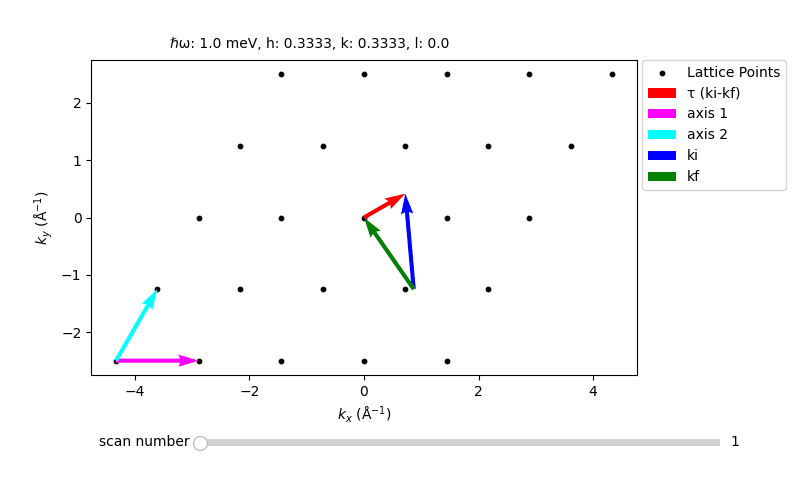 ℏω: 1.0 meV, h: 0.3333, k: 0.3333, l: 0.0
Lattice Points
τ (ki-kf)
axis 1
axis 2
ki
kf
2
1
0
−1
−2
k_y (Å⁻¹)
−4 −2 0 2 4
k_x (Å⁻¹)
scan number 1